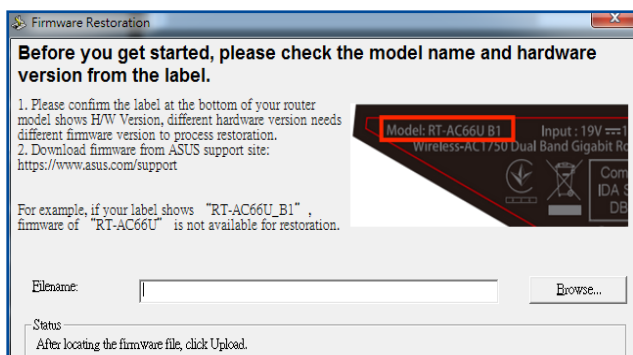 Firmware Restoration
Before you get started, please check the model name and hardware
version from the label.
1. Please confirm the label at the bottom of your router
model shows H/W Version, different hardware version needs
different firmware version to process restoration.
2. Download firmware from ASUS support site:
https://www.asus.com/support
For example, if your label shows “RT-AC66U_B1” ,
firmware of “RT-AC66U” is not available for restoration.
Model: RT-AC66U B1 Input : 19V
Wireless-AC1750 Dual Band Gigabit Ro
Com
IDA S
DB
Filename:
Browse...
Status
After locating the firmware file, click Upload.